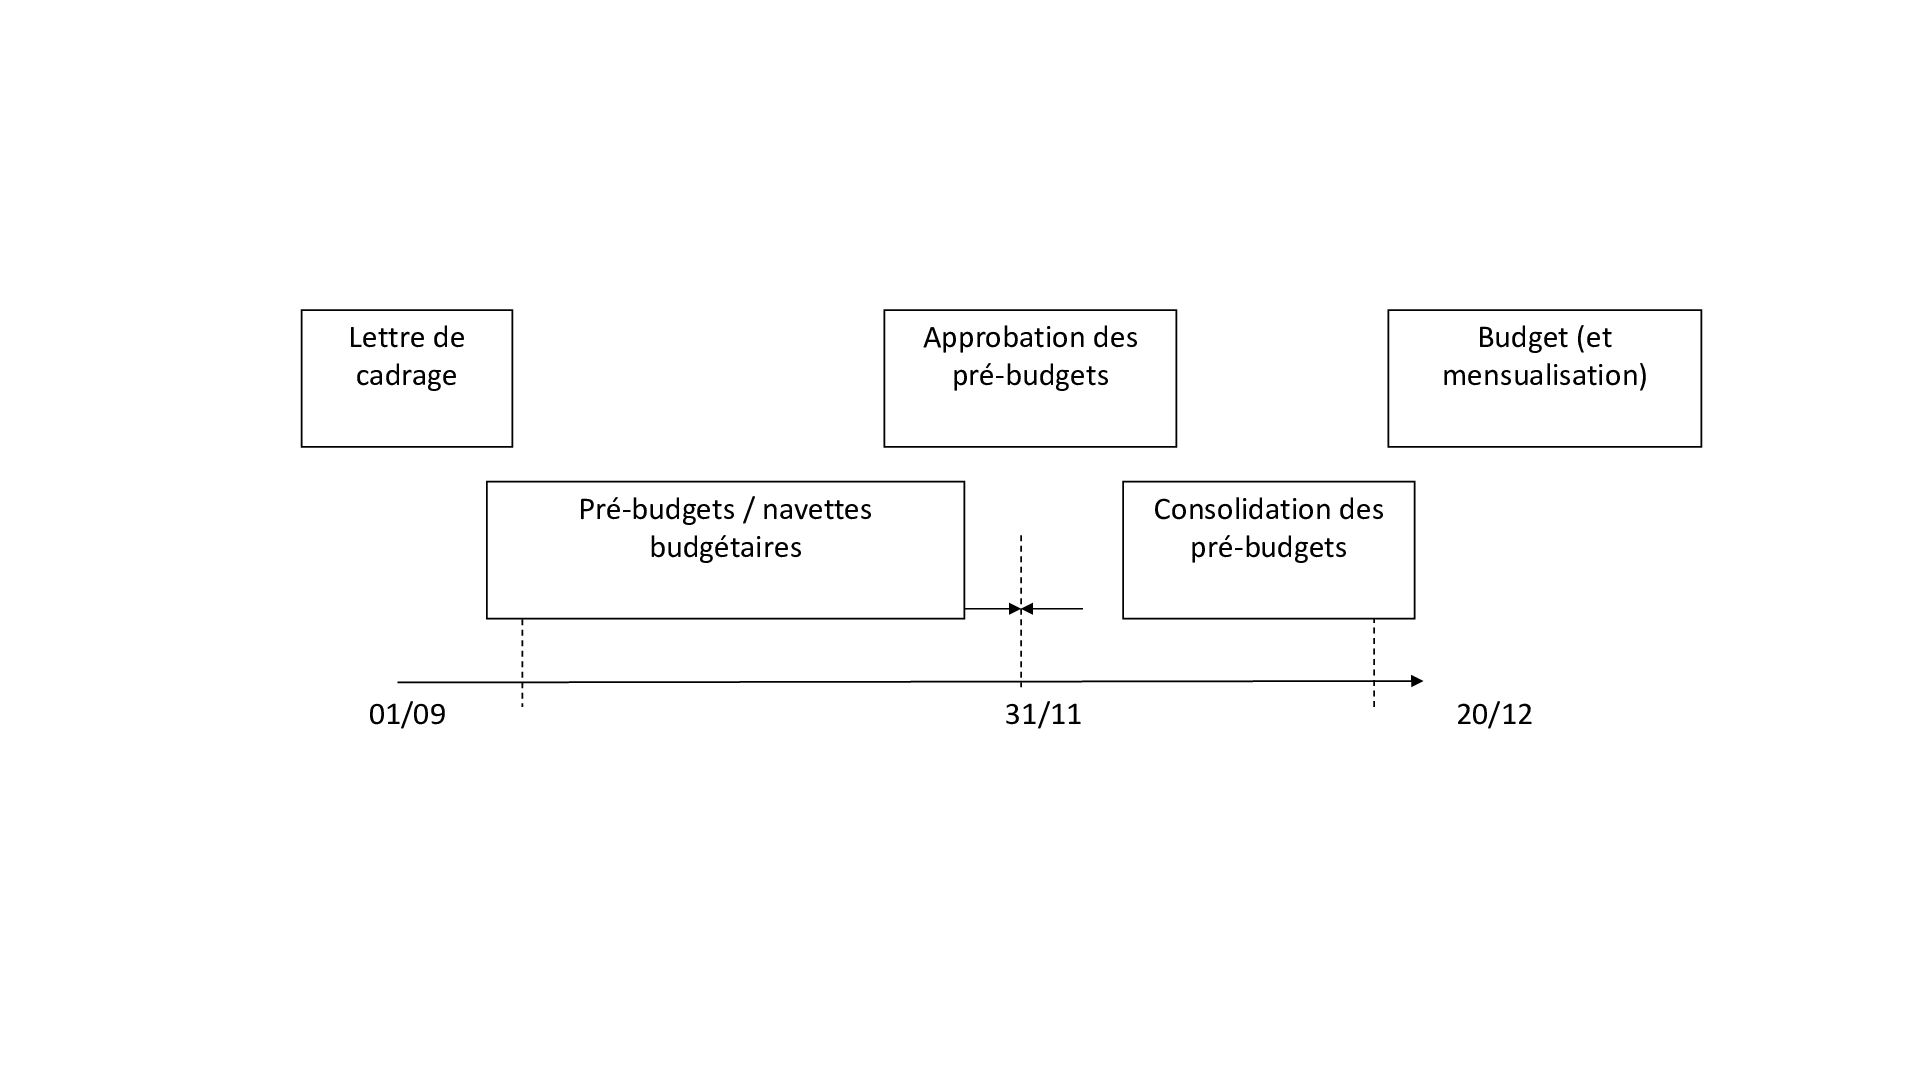 Lettre de
cadrage
Approbation des
pré-budgets
Budget (et
mensualisation)
Pré-budgets / navettes
budgétaires
Consolidation des
pré-budgets
01/09
31/11
20/12